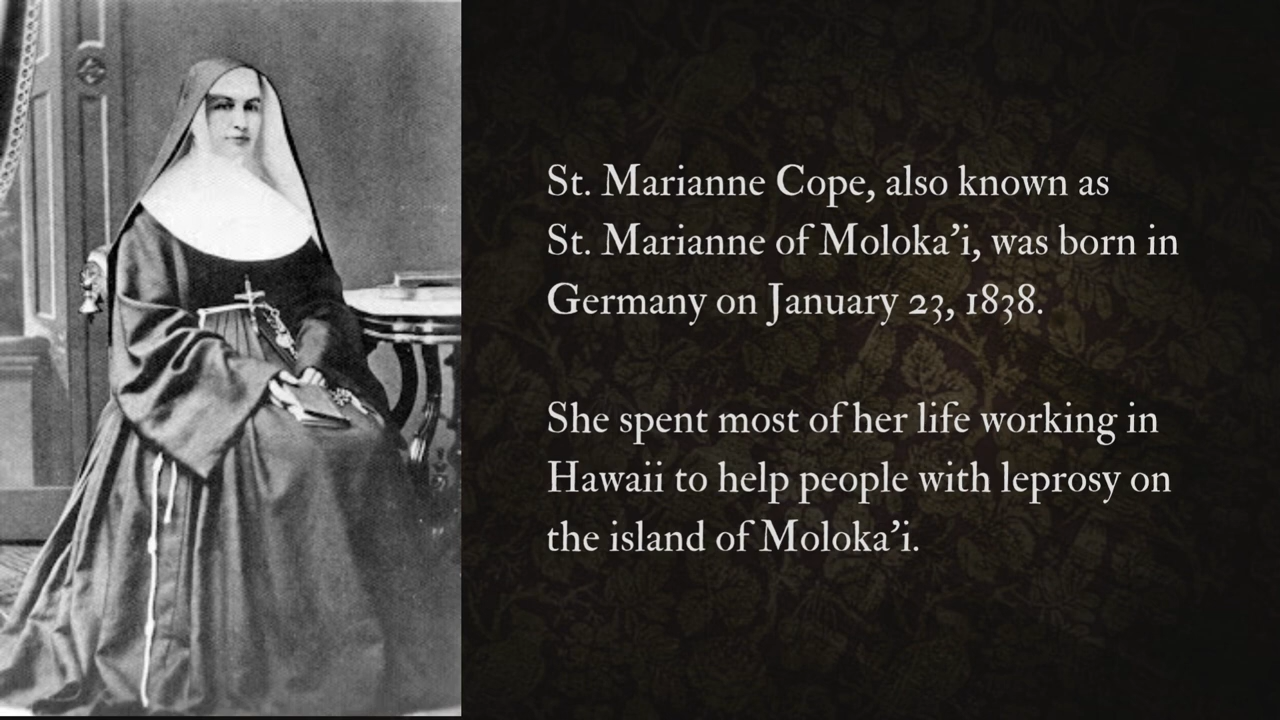 St. Marianne Cope, also known as
St. Marianne of Moloka’i, was born in
Germany on January 23, 1838.
She spent most of her life working in
Hawaii to help people with leprosy on
the island of Moloka’i.